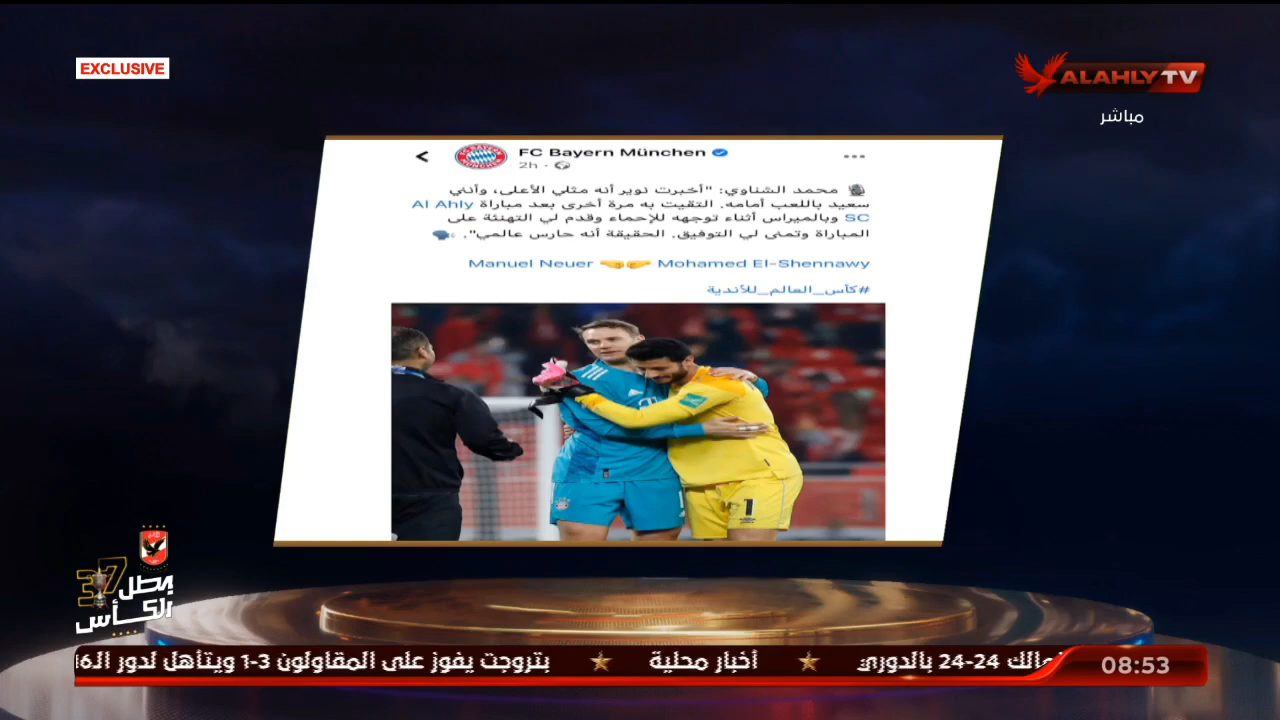 EXCLUSIVE
ALAHLY TV
مباشر
FC Bayern München
2h
محمد الشناوي: "أخبرت نوير أنه مثلي الأعلى، وأنني
سعيد باللعب أمامه. التقيت به مرة أخرى بعد مباراة Al Ahly
SC وبالميراس أثناء توجهه للإحماء وقدم لي التهنئة على
المباراة وتمنى لي التوفيق. الحقيقة أنه حارس عالمي".
Manuel Neuer Mohamed El-Shennawy
#كأس_العالم_للأندية
1
37
بطل
الكأس
بالدوري 24-24 أخبار محلية بتروجت يفوز على المقاولون 3-1 ويتأهل لدور الـ16
08:53